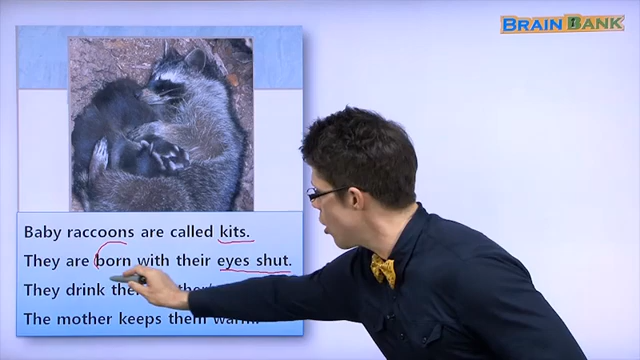 BRAIN BANK
Baby raccoons are called kits.
They are born with their eyes shut.
They drink
The mother keeps them warm.